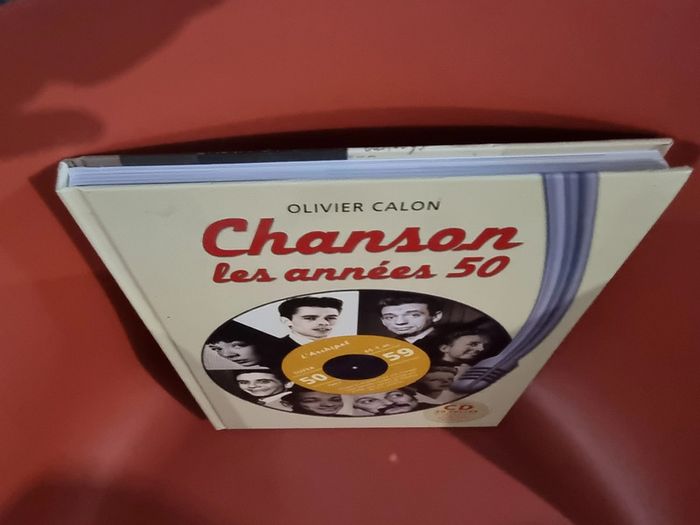 OLIVIER CALON
Chanson
les années 50
L'Archipel
50
59
CD